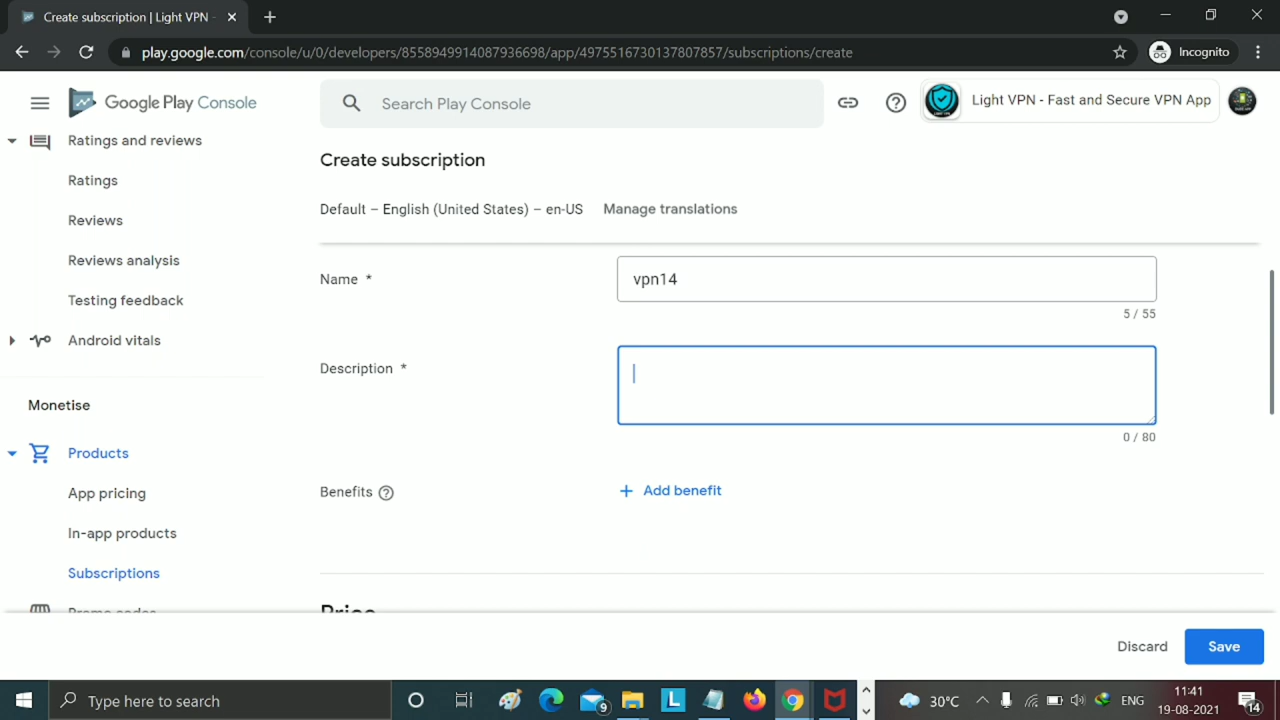 Create subscription | Light VPN -
play.google.com/console/u/0/developers/8558949914087936698/app/4975516730137807857/subscriptions/create
Incognito
Google Play Console
Search Play Console
Light VPN - Fast and Secure VPN App
Ratings and reviews
Ratings
Reviews
Reviews analysis
Testing feedback
Android vitals
Monetise
Products
App pricing
In-app products
Subscriptions
Promo codes
Create subscription
Default – English (United States) – en-US Manage translations
Name *
vpn14
5 / 55
Description *
0 / 80
Benefits
+ Add benefit
Price
Discard
Save
Type here to search
9
L
30°C
ENG
11:41
19-08-2021
14